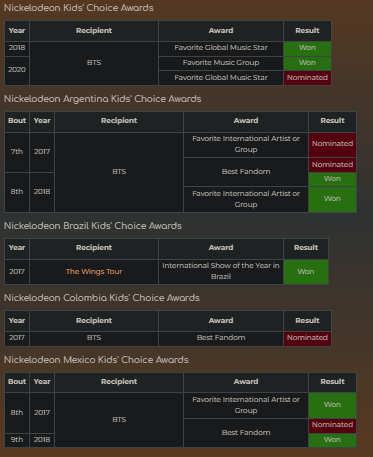 Nickelodeon Kids' Choice Awards
Year Recipient Award Result
2018 BTS Favorite Global Music Star Won
2020 Favorite Music Group Won
Favorite Global Music Star Nominated
Nickelodeon Argentina Kids' Choice Awards
Bout Year Recipient Award Result
7th 2017 BTS Favorite International Artist or
Group Nominated
Best Fandom Nominated
8th 2018 Won
Favorite International Artist or
Group Won
Nickelodeon Brazil Kids' Choice Awards
Year Recipient Award Result
2017 The Wings Tour International Show of the Year in
Brazil Won
Nickelodeon Colombia Kids' Choice Awards
Year Recipient Award Result
2017 BTS Best Fandom Nominated
Nickelodeon Mexico Kids' Choice Awards
Bout Year Recipient Award Result
8th 2017 BTS Favorite International Artist or
Group Won
Best Fandom Nominated
9th 2018 Won